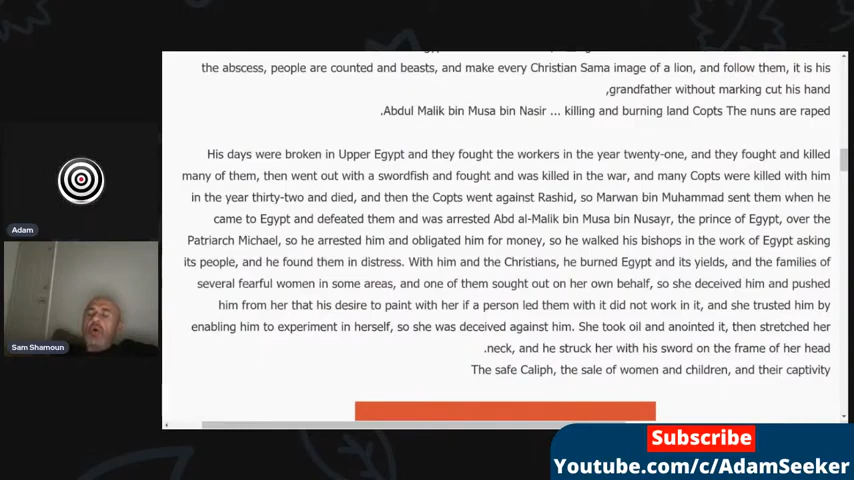 the abscess, people are counted and beasts, and make every Christian Sama image of a lion, and follow them, it is his
,grandfather without marking cut his hand
.Abdul Malik bin Musa bin Nasir ... killing and burning land Copts The nuns are raped
His days were broken in Upper Egypt and they fought the workers in the year twenty-one, and they fought and killed
many of them, then went out with a swordfish and fought and was killed in the war, and many Copts were killed with him
in the year thirty-two and died, and then the Copts went against Rashid, so Marwan bin Muhammad sent them when he
came to Egypt and defeated them and was arrested Abd al-Malik bin Musa bin Nusayr, the prince of Egypt, over the
Patriarch Michael, so he arrested him and obligated him for money, so he walked his bishops in the work of Egypt asking
its people, and he found them in distress. With him and the Christians, he burned Egypt and its yields, and the families of
several fearful women in some areas, and one of them sought out on her own behalf, so she deceived him and pushed
him from her that his desire to paint with her if a person led them with it did not work in it, and she trusted him by
enabling him to experiment in herself, so she was deceived against him. She took oil and anointed it, then stretched her
.neck, and he struck her with his sword on the frame of her head
The safe Caliph, the sale of women and children, and their captivity
Adam
Sam Shamoun
Subscribe
Youtube.com/c/AdamSeeker